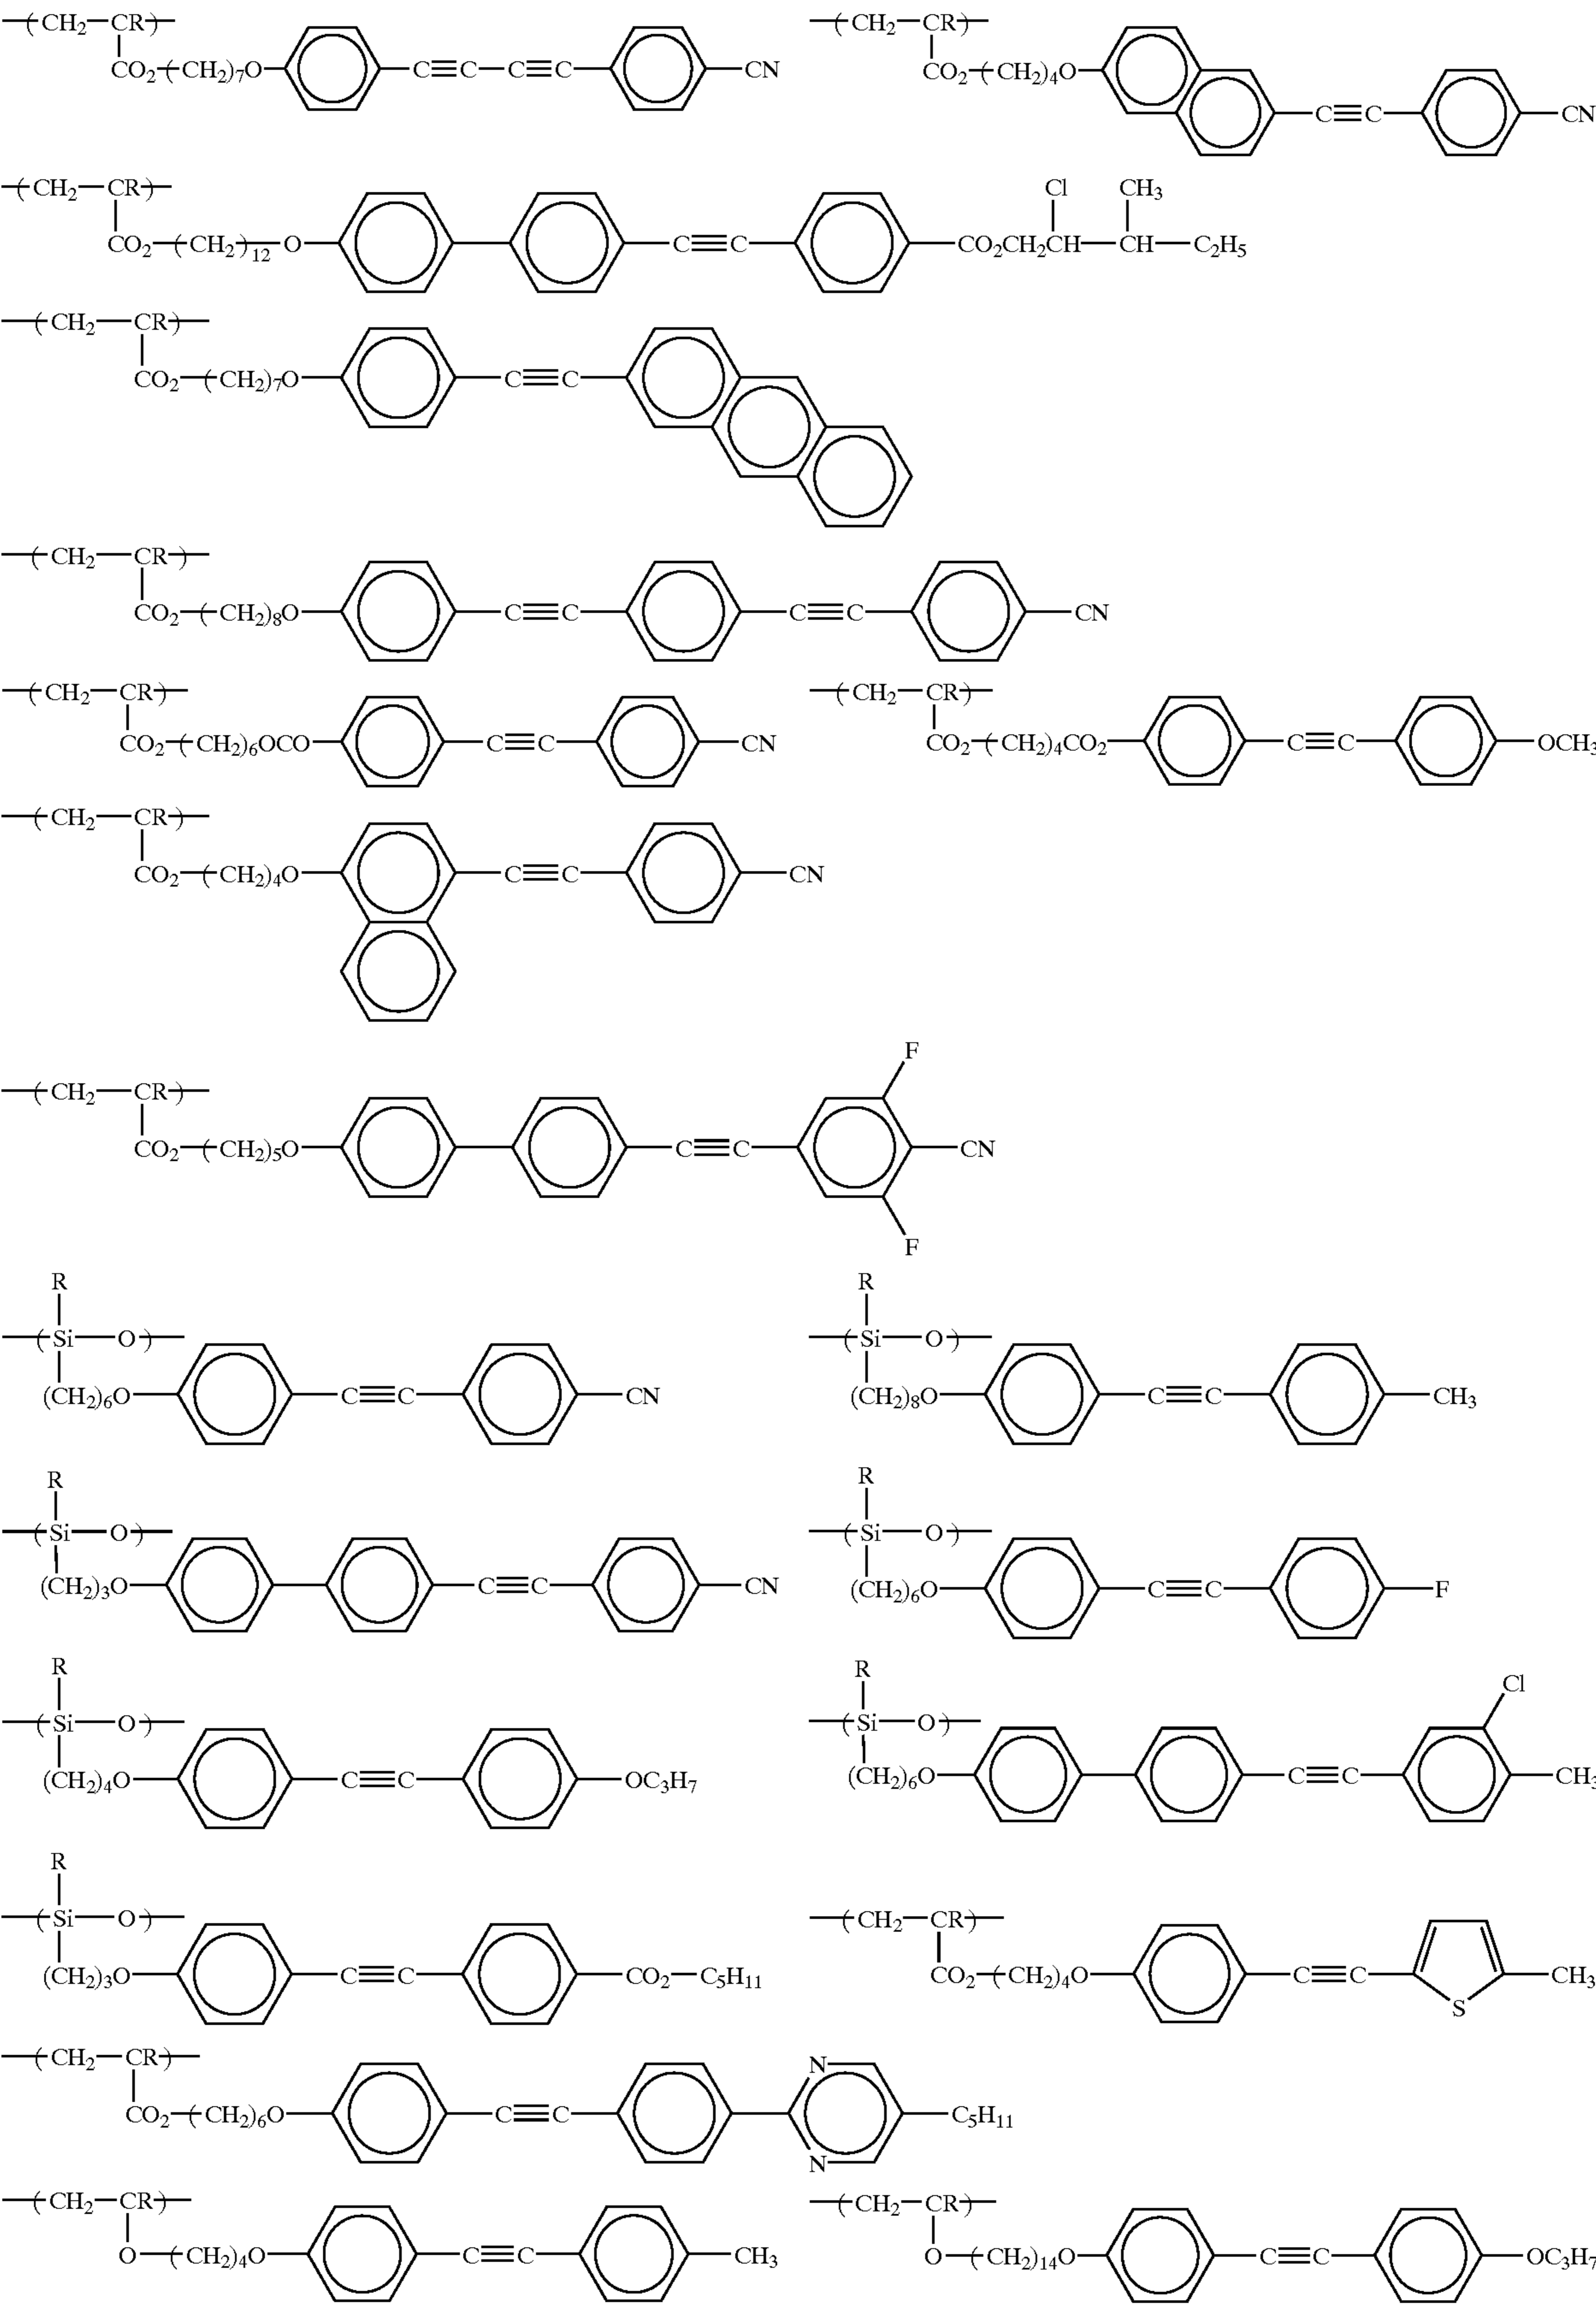 —(CH2—CR)— —(CH2—CR)—
CO2—(CH2)7O— —C≡C—C≡C— —CN CO2—(CH2)4O— —C≡C— —CN
—(CH2—CR)— Cl CH3
CO2—(CH2)12—O— —C≡C— —CO2CH2CH—CH—C2H5
—(CH2—CR)—
CO2—(CH2)7O— —C≡C—
—(CH2—CR)—
CO2—(CH2)8O— —C≡C— —C≡C— —CN
—(CH2—CR)— —(CH2—CR)—
CO2—(CH2)6OCO— —C≡C— —CN CO2—(CH2)4CO2— —C≡C— —OCH3
—(CH2—CR)—
CO2—(CH2)4O— —C≡C— —CN
F
—(CH2—CR)—
CO2—(CH2)5O— —C≡C— —CN
F
R R
—(Si—O)— —(Si—O)—
(CH2)6O— —C≡C— —CN (CH2)8O— —C≡C— —CH3
R R
—(Si—O)— —(Si—O)—
(CH2)3O— —C≡C— —CN (CH2)6O— —C≡C— —F
R R Cl
—(Si—O)— —(Si—O)—
(CH2)4O— —C≡C— —OC3H7 (CH2)6O— —C≡C— —CH3
R
—(Si—O)— —(CH2—CR)—
(CH2)3O— —C≡C— —CO2—C5H11 CO2—(CH2)4O— —C≡C— —CH3
S
—(CH2—CR)— N
CO2—(CH2)6O— —C≡C— —C5H11
N
—(CH2—CR)— —(CH2—CR)—
O—(CH2)4O— —C≡C— —CH3 O—(CH2)14O— —C≡C— —OC3H7